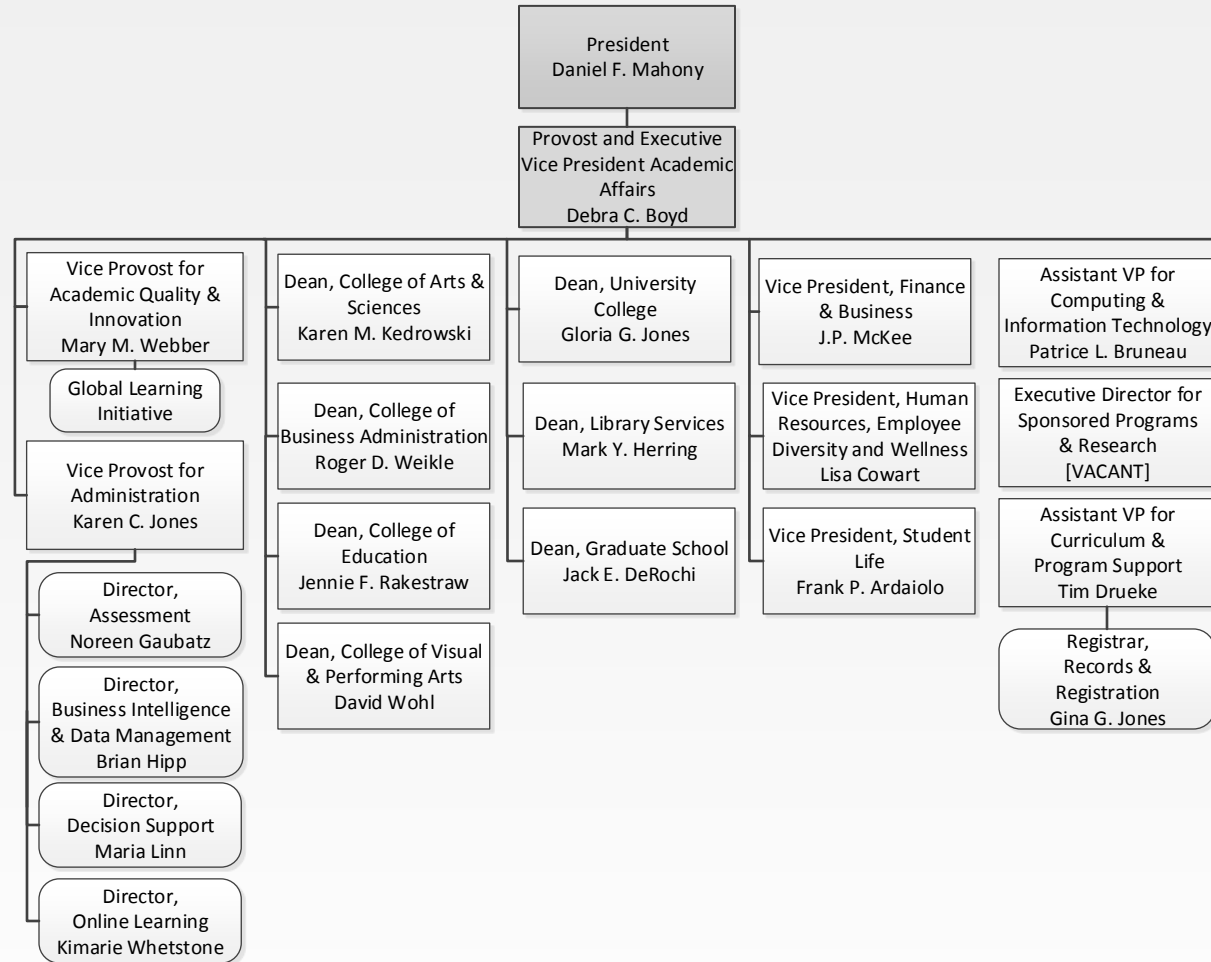 President
Daniel F. Mahony
Provost and Executive
Vice President Academic
Affairs
Debra C. Boyd
Vice Provost for
Academic Quality &
Innovation
Mary M. Webber
Global Learning
Initiative
Vice Provost for
Administration
Karen C. Jones
Director,
Assessment
Noreen Gaubatz
Director,
Business Intelligence
& Data Management
Brian Hipp
Director,
Decision Support
Maria Linn
Director,
Online Learning
Kimarie Whetstone
Dean, College of Arts &
Sciences
Karen M. Kedrowski
Dean, College of
Business Administration
Roger D. Weikle
Dean, College of
Education
Jennie F. Rakestraw
Dean, College of Visual
& Performing Arts
David Wohl
Dean, University
College
Gloria G. Jones
Dean, Library Services
Mark Y. Herring
Dean, Graduate School
Jack E. DeRochi
Vice President, Finance
& Business
J.P. McKee
Vice President, Human
Resources, Employee
Diversity and Wellness
Lisa Cowart
Vice President, Student
Life
Frank P. Ardaiolo
Assistant VP for
Computing &
Information Technology
Patrice L. Bruneau
Executive Director for
Sponsored Programs
& Research
[VACANT]
Assistant VP for
Curriculum &
Program Support
Tim Drueke
Registrar,
Records &
Registration
Gina G. Jones